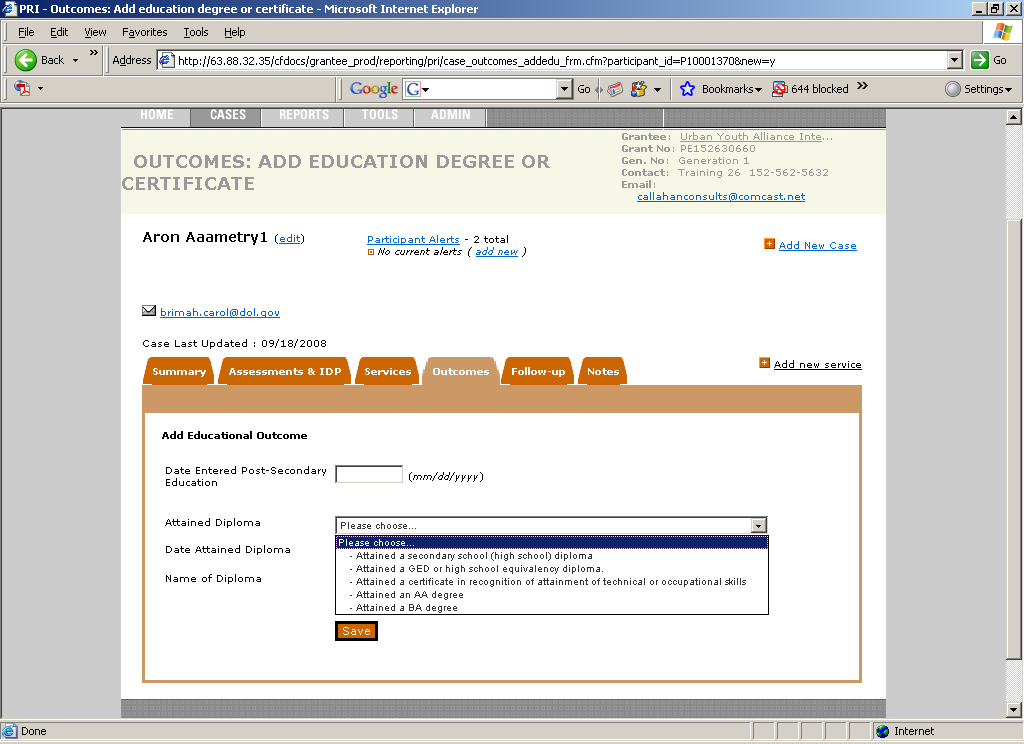 PRI - Outcomes: Add education degree or certificate - Microsoft Internet Explorer
File Edit View Favorites Tools Help
Back » Address http://63.88.32.35/cfdocs/grantee_prod/reporting/pri/case_outcomes_addedu_frm.cfm?participant_id=P10001370&new=y Go
Google G Go Bookmarks 644 blocked » Settings
HOME CASES REPORTS TOOLS ADMIN
OUTCOMES: ADD EDUCATION DEGREE OR
CERTIFICATE
Grantee: Urban Youth Alliance Inte...
Grant No: PE152630660
Gen. No: Generation 1
Contact: Training 26 152-562-5632
Email:
callahanconsults@comcast.net
Aron Aaametry1 (edit)
Participant Alerts - 2 total
No current alerts ( add new )
Add New Case
brimah.carol@dol.gov
Case Last Updated : 09/18/2008
Summary Assessments & IDP Services Outcomes Follow-up Notes
Add new service
Add Educational Outcome
Date Entered Post-Secondary
Education
(mm/dd/yyyy)
Attained Diploma
Please choose...
Please choose...
- Attained a secondary school (high school) diploma
- Attained a GED or high school equivalency diploma.
- Attained a certificate in recognition of attainment of technical or occupational skills
- Attained an AA degree
- Attained a BA degree
Date Attained Diploma
Name of Diploma
Save
Done Internet